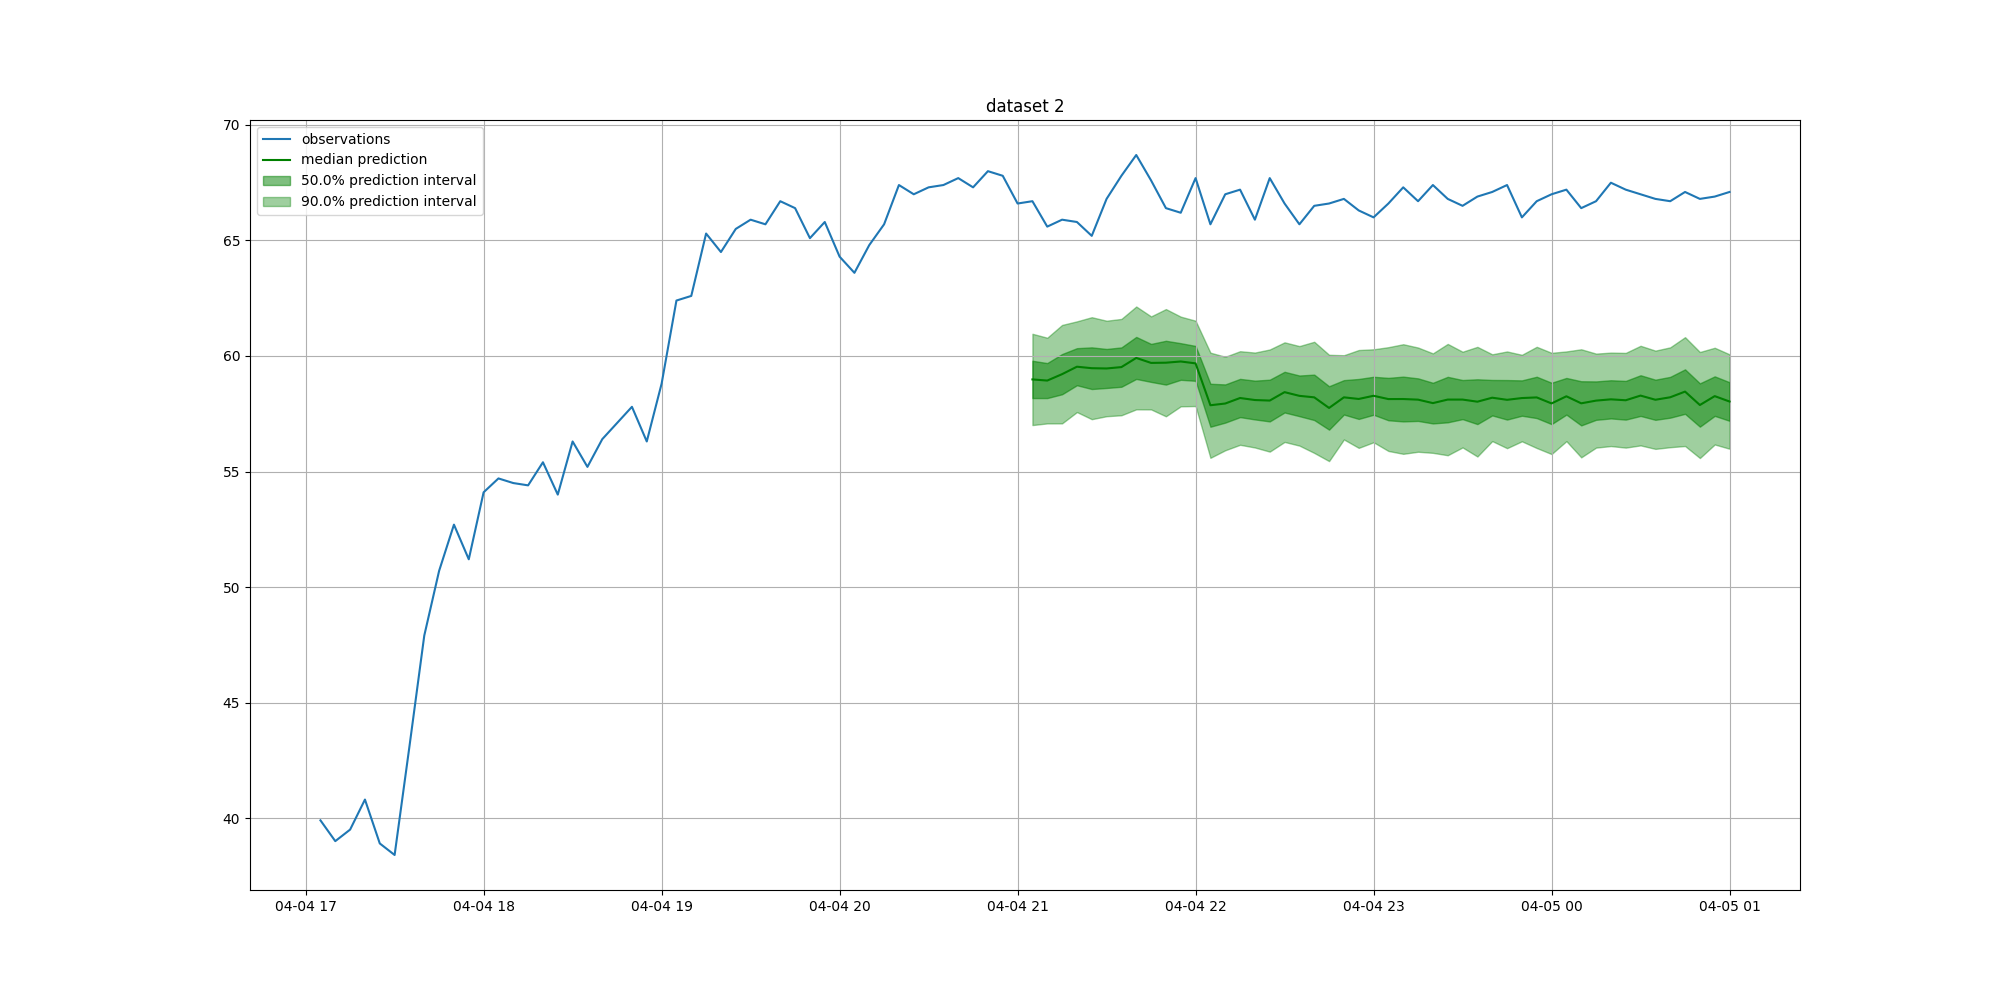 dataset 2
70
observations
median prediction
50.0% prediction interval
90.0% prediction interval
65
60
55
50
45
40
04-04 17 04-04 18 04-04 19 04-04 20 04-04 21 04-04 22 04-04 23 04-05 00 04-05 01